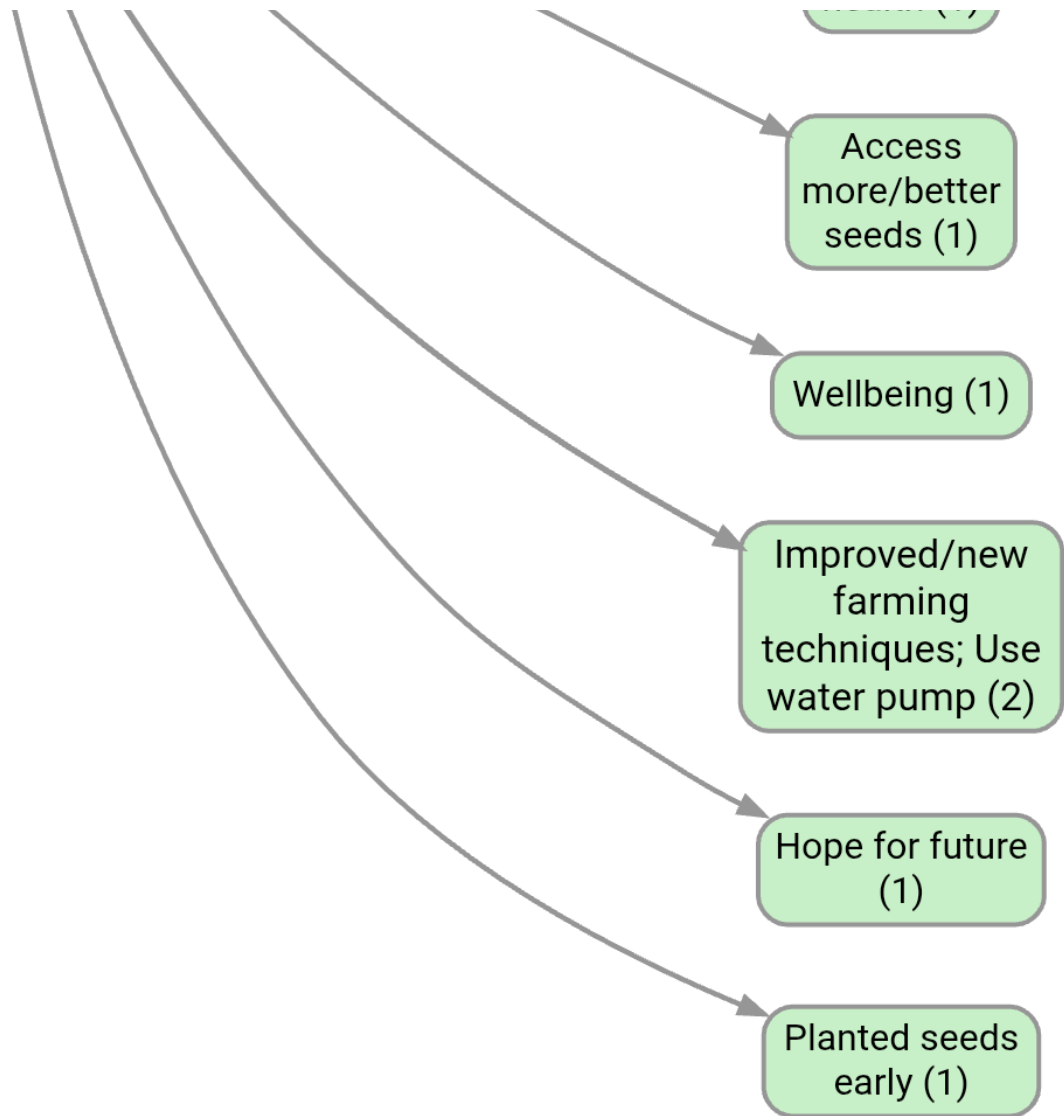 Access
more/better
seeds (1)
Wellbeing (1)
Improved/new
farming
techniques; Use
water pump (2)
Hope for future
(1)
Planted seeds
early (1)